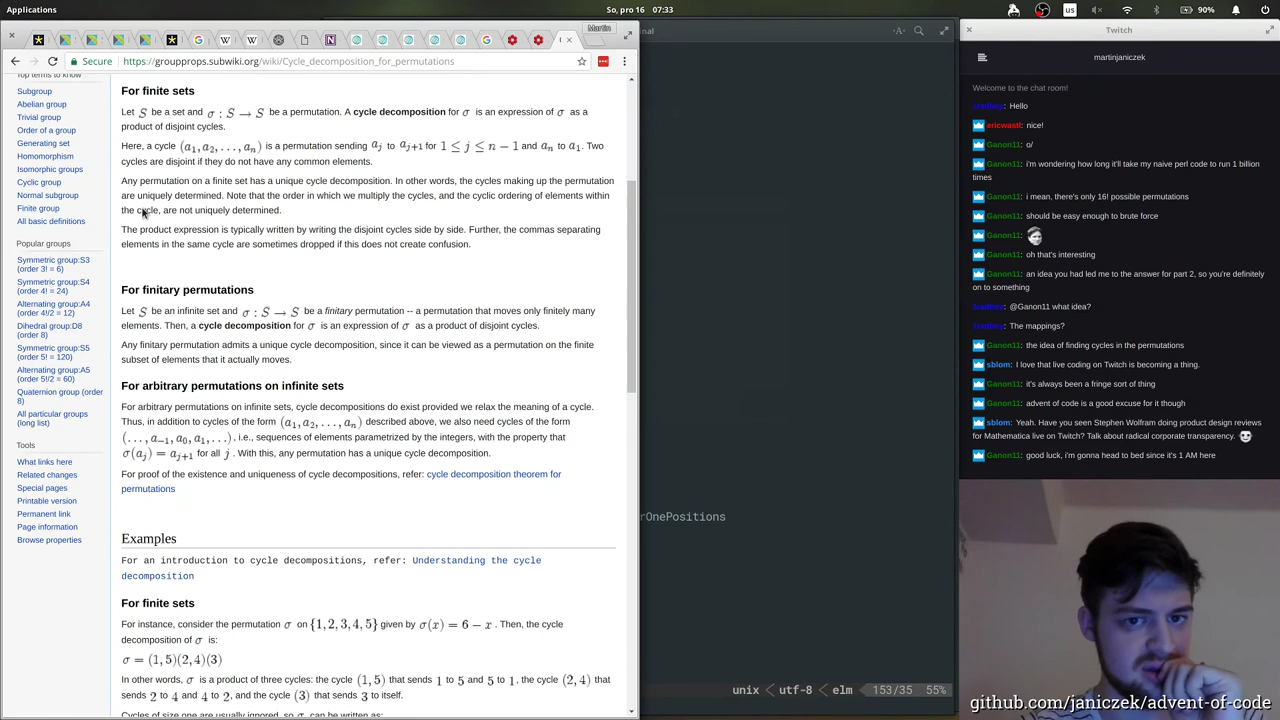 Applications
So, pro 16 07:33
us
90%
Martin
Secure
https://groupprops.subwiki.org/wiki/Cycle_decomposition_for_permutations
Top terms to know
Subgroup
Abelian group
Trivial group
Order of a group
Generating set
Homomorphism
Isomorphic groups
Cyclic group
Normal subgroup
Finite group
All basic definitions
Popular groups
Symmetric group:S3
(order 3! = 6)
Symmetric group:S4
(order 4! = 24)
Alternating group:A4
(order 4!/2 = 12)
Dihedral group:D8
(order 8)
Symmetric group:S5
(order 5! = 120)
Alternating group:A5
(order 5!/2 = 60)
Quaternion group (order
8)
All particular groups
(long list)
Tools
What links here
Related changes
Special pages
Printable version
Permanent link
Page information
Browse properties
For finite sets
Let S be a set and σ : S → S be a permutation. A cycle decomposition for σ is an expression of σ as a
product of disjoint cycles.
Here, a cycle (a1, a2, . . . , an) is a permutation sending aj to aj+1 for 1 ≤ j ≤ n − 1 and an to a1. Two
cycles are disjoint if they do not have any common elements.
Any permutation on a finite set has a unique cycle decomposition. In other words, the cycles making up the permutation
are uniquely determined. Note that the order in which we multiply the cycles, and the cyclic ordering of elements within
the cycle, are not uniquely determined.
The product expression is typically written by writing the disjoint cycles side by side. Further, the commas separating
elements in the same cycle are sometimes dropped if this does not create confusion.
For finitary permutations
Let S be an infinite set and σ : S → S be a finitary permutation -- a permutation that moves only finitely many
elements. Then, a cycle decomposition for σ is an expression of σ as a product of disjoint cycles.
Any finitary permutation admits a unique cycle decomposition, since it can be viewed as a permutation on the finite
subset of elements that it actually moves.
For arbitrary permutations on infinite sets
For arbitrary permutations on infinite sets, cycle decompositions do exist provided we relax the meaning of a cycle.
Thus, in addition to cycles of the form (a1, a2, . . . , an) described above, we also need cycles of the form
(. . . , a−1, a0, a1, . . . ), i.e., sequences of elements parametrized by the integers, with the property that
σ(aj) = aj+1 for all j . With this, any permutation has a unique cycle decomposition.
For proof of the existence and uniqueness of cycle decompositions, refer: cycle decomposition theorem for
permutations
Examples
For an introduction to cycle decompositions, refer: Understanding the cycle
decomposition
For finite sets
For instance, consider the permutation σ on {1, 2, 3, 4, 5} given by σ(x) = 6 − x . Then, the cycle
decomposition of σ is:
σ = (1, 5)(2, 4)(3)
In other words, σ is a product of three cycles: the cycle (1, 5) that sends 1 to 5 and 5 to 1, the cycle (2, 4) that
sends 2 to 4 and 4 to 2, and the cycle (3) that sends 3 to itself.
Cycles of size one are usually ignored, so σ can be written as:
inal
rOnePositions
unix < utf-8 < elm 153/35 55%
Twitch
martinjaniczek
Welcome to the chat room!
: Hello
ericwastl: nice!
Ganon11: o/
Ganon11: i'm wondering how long it'll take my naive perl code to run 1 billion
times
Ganon11: i mean, there's only 16! possible permutations
Ganon11: should be easy enough to brute force
Ganon11:
Ganon11: oh that's interesting
Ganon11: an idea you had led me to the answer for part 2, so you're definitely
on to something
: @Ganon11 what idea?
: The mappings?
Ganon11: the idea of finding cycles in the permutations
sblom: I love that live coding on Twitch is becoming a thing.
Ganon11: it's always been a fringe sort of thing
Ganon11: advent of code is a good excuse for it though
sblom: Yeah. Have you seen Stephen Wolfram doing product design reviews
for Mathematica live on Twitch? Talk about radical corporate transparency.
Ganon11: good luck, i'm gonna head to bed since it's 1 AM here
github.com/janiczek/advent-of-code